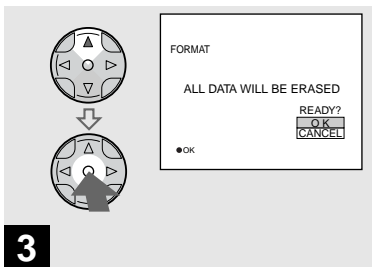 FORMAT
ALL DATA WILL BE ERASED
READY?
OK
CANCEL
●OK
3